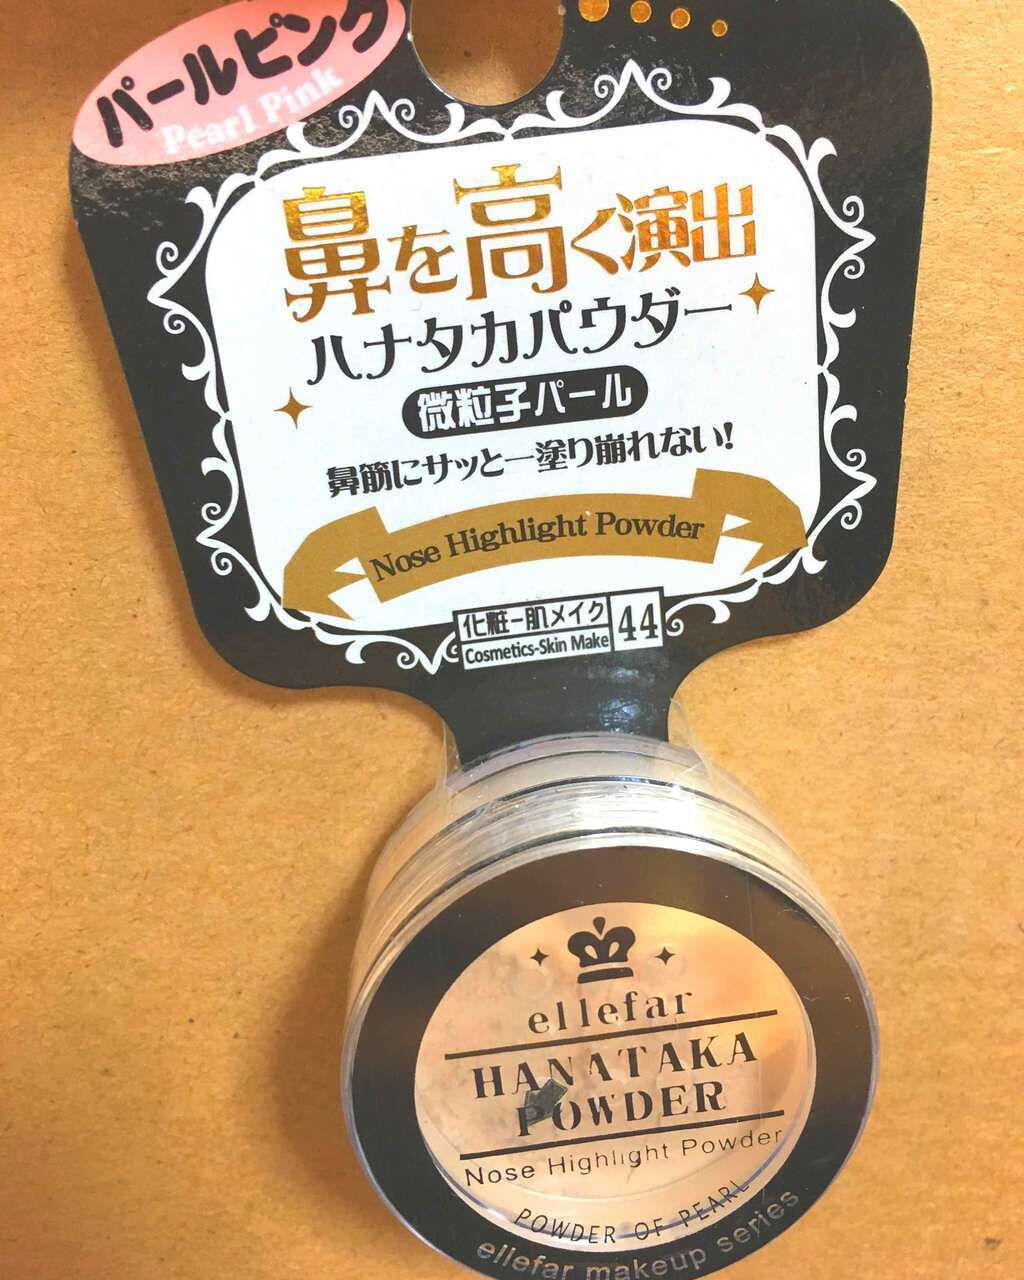 パールピンク
Pearl Pink
鼻を高く演出
ハナタカパウダー
微粒子パール
鼻筋にサッと一塗り崩れない!
Nose Highlight Powder
化粧-肌メイク 44
Cosmetics-Skin Make
ellefar
HANATAKA
POWDER
Nose Highlight Powder
POWDER OF PEARL
ellefar makeup series